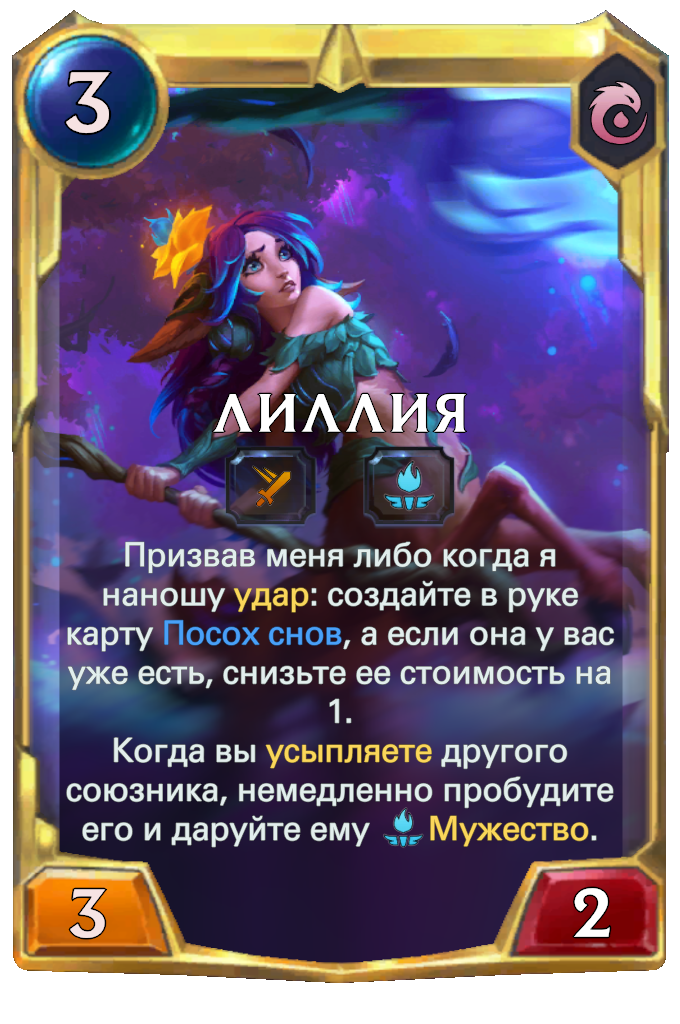 3
ЛИЛЛИЯ
Призвав меня либо когда я
наношу удар: создайте в руке
карту Посох снов, а если она у вас
уже есть, снизьте ее стоимость на
1.
Когда вы усыпляете другого
союзника, немедленно пробудите
его и даруйте ему Мужество.
3
2